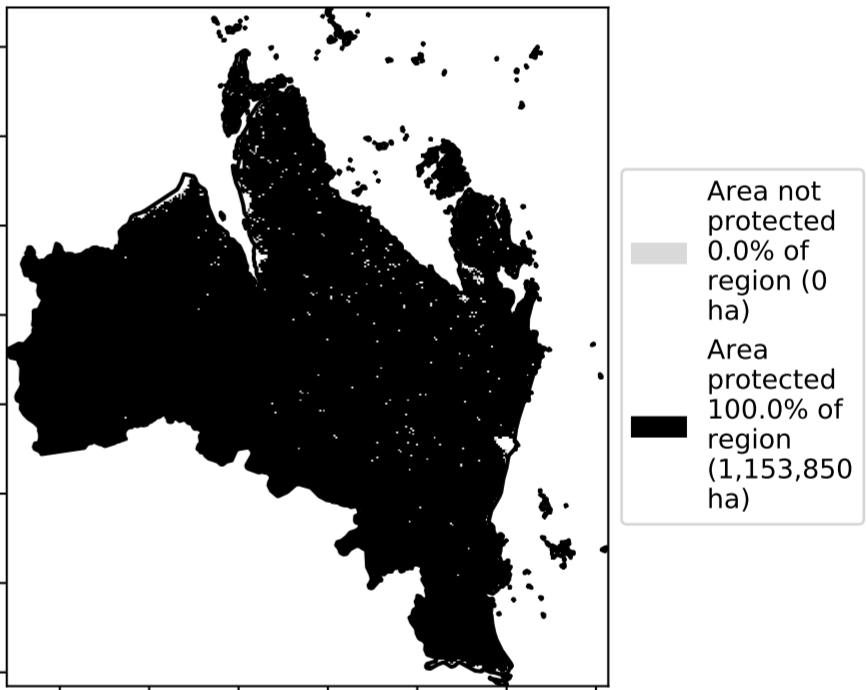 Area not
protected
0.0% of
region (0
ha)
Area
protected
100.0% of
region
(1,153,850
ha)